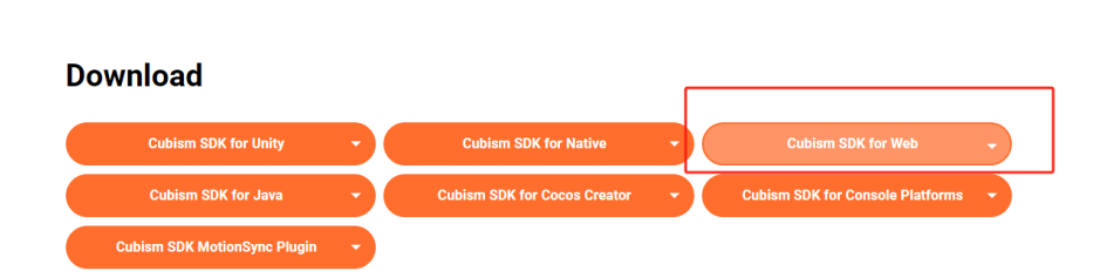 Download
Cubism SDK for Unity
Cubism SDK for Native
Cubism SDK for Web
Cubism SDK for Java
Cubism SDK for Cocos Creator
Cubism SDK for Console Platforms
Cubism SDK MotionSync Plugin